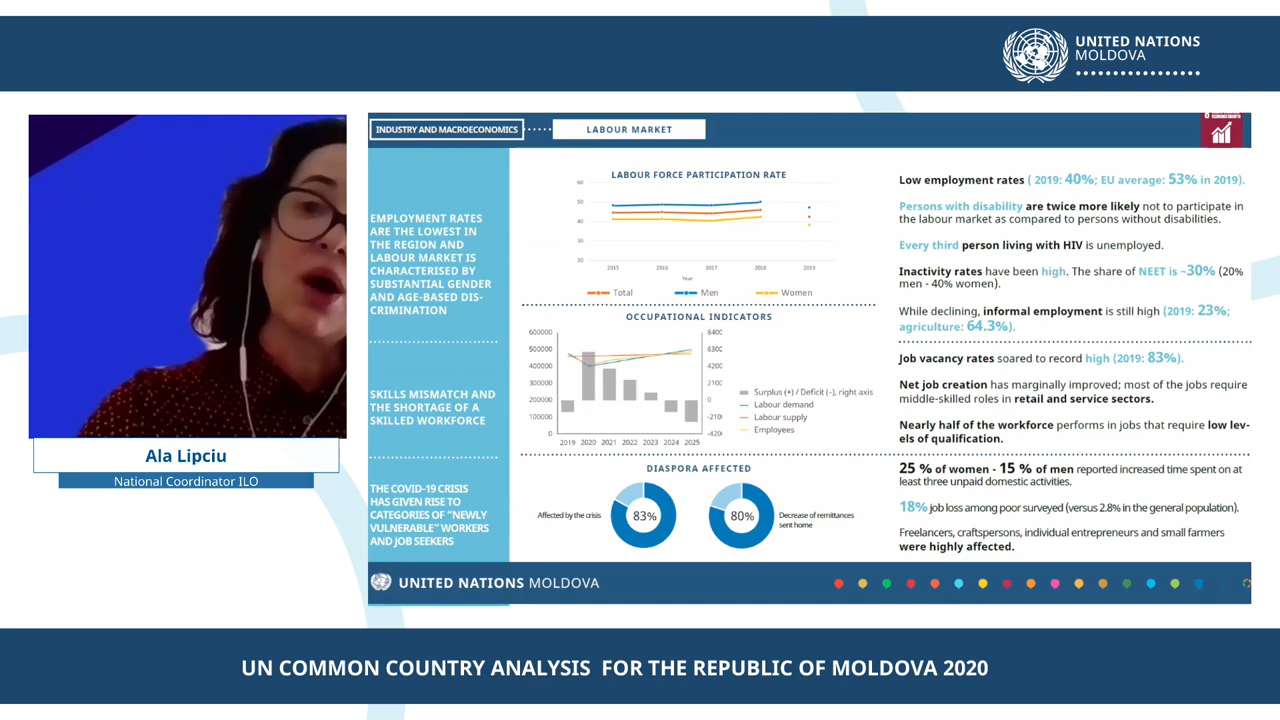 UNITED NATIONS
MOLDOVA
INDUSTRY AND MACROECONOMICS
LABOUR MARKET
EMPLOYMENT RATES
ARE THE LOWEST IN
THE REGION AND
LABOUR MARKET IS
CHARACTERISED BY
SUBSTANTIAL GENDER
AND AGE-BASED DIS-
CRIMINATION
SKILLS MISMATCH AND
THE SHORTAGE OF A
SKILLED WORKFORCE
THE COVID-19 CRISIS
HAS GIVEN RISE TO
CATEGORIES OF "NEWLY
VULNERABLE" WORKERS
AND JOB SEEKERS
LABOUR FORCE PARTICIPATION RATE
60
50
40
30
20
2015 2016 2017 2018 2019
Year
Total Men Women
OCCUPATIONAL INDICATORS
600000
500000
400000
300000
200000
100000
0
8400
6300
4200
2100
0
-2100
-4200
2019 2020 2021 2022 2023 2024 2025
Surplus (+) / Deficit (-), right axis
Labour demand
Labour supply
Employees
DIASPORA AFFECTED
Affected by the crisis
83%
80%
Decrease of remittances
sent home
Low employment rates ( 2019: 40%; EU average: 53% in 2019).
Persons with disability are twice more likely not to participate in
the labour market as compared to persons without disabilities.
Every third person living with HIV is unemployed.
Inactivity rates have been high. The share of NEET is ~30% (20%
men - 40% women).
While declining, informal employment is still high (2019: 23%;
agriculture: 64.3%).
Job vacancy rates soared to record high (2019: 83%).
Net job creation has marginally improved; most of the jobs require
middle-skilled roles in retail and service sectors.
Nearly half of the workforce performs in jobs that require low lev-
els of qualification.
25 % of women - 15 % of men reported increased time spent on at
least three unpaid domestic activities.
18% job loss among poor surveyed (versus 2.8% in the general population).
Freelancers, craftspersons, individual entrepreneurs and small farmers
were highly affected.
UNITED NATIONS MOLDOVA
Ala Lipciu
National Coordinator ILO
UN COMMON COUNTRY ANALYSIS FOR THE REPUBLIC OF MOLDOVA 2020